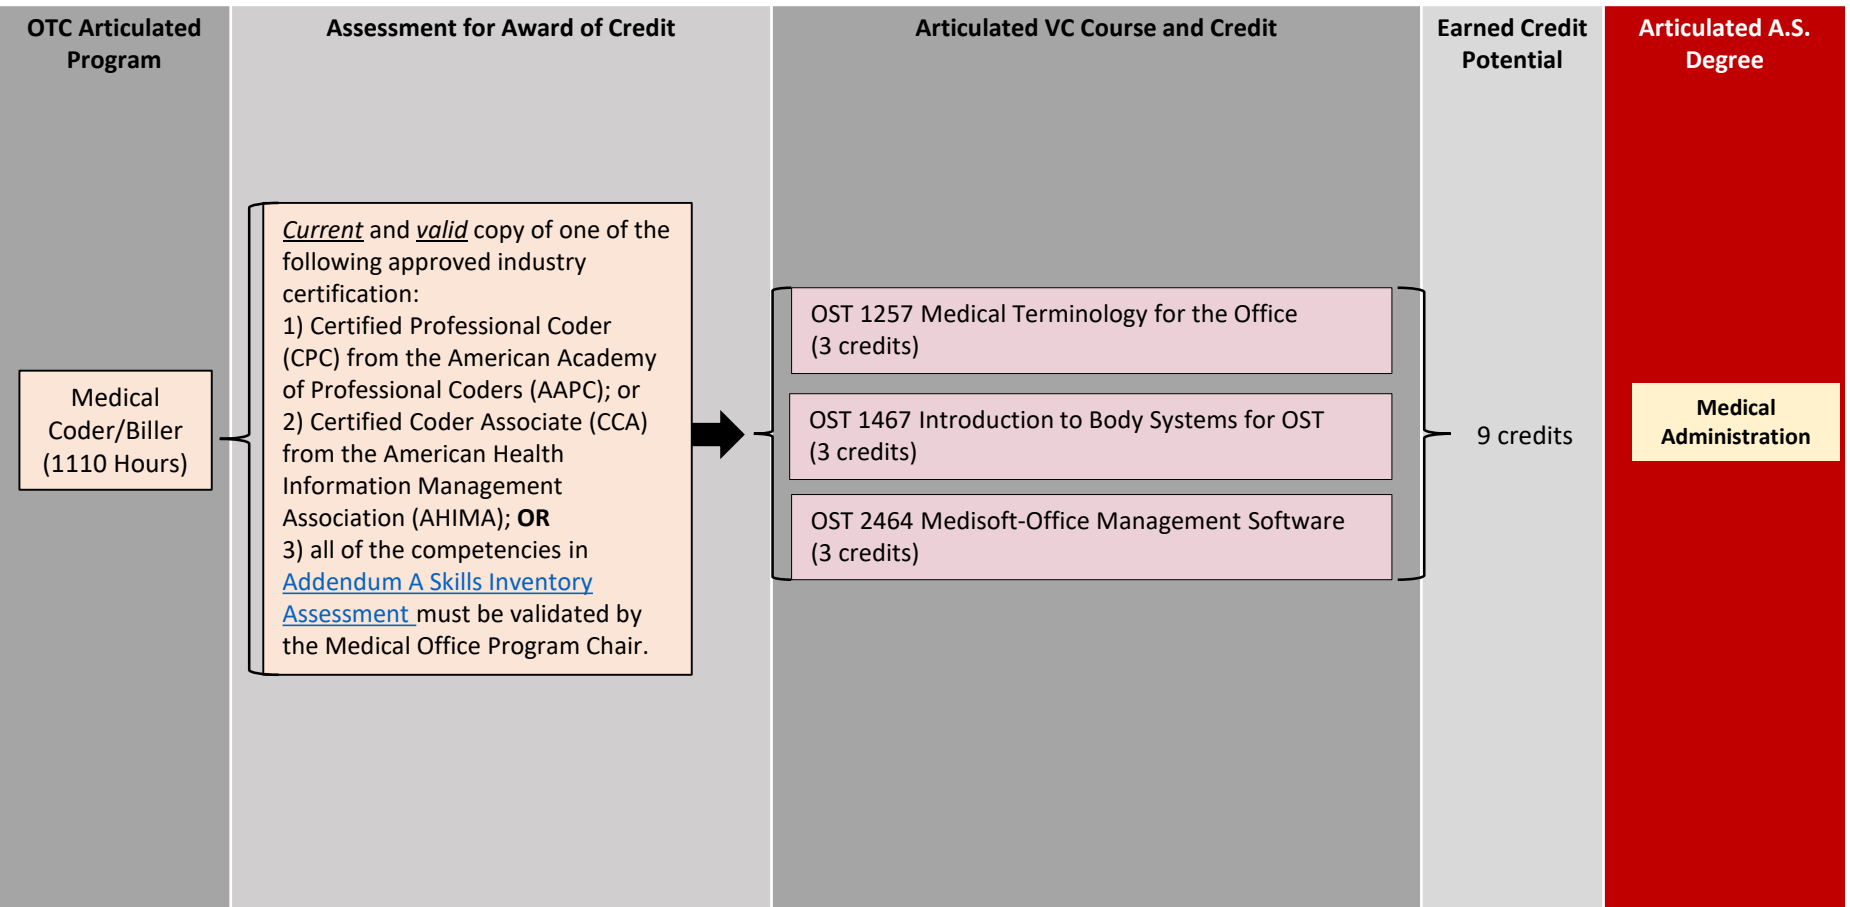 OTC Articulated
Program
Assessment for Award of Credit
Articulated VC Course and Credit
Earned Credit
Potential
Articulated A.S.
Degree
Medical
Coder/Biller
(1110 Hours)
Current and valid copy of one of the
following approved industry
certification:
1) Certified Professional Coder
(CPC) from the American Academy
of Professional Coders (AAPC); or
2) Certified Coder Associate (CCA)
from the American Health
Information Management
Association (AHIMA); OR
3) all of the competencies in
Addendum A Skills Inventory
Assessment must be validated by
the Medical Office Program Chair.
OST 1257 Medical Terminology for the Office
(3 credits)
OST 1467 Introduction to Body Systems for OST
(3 credits)
OST 2464 Medisoft-Office Management Software
(3 credits)
9 credits
Medical
Administration